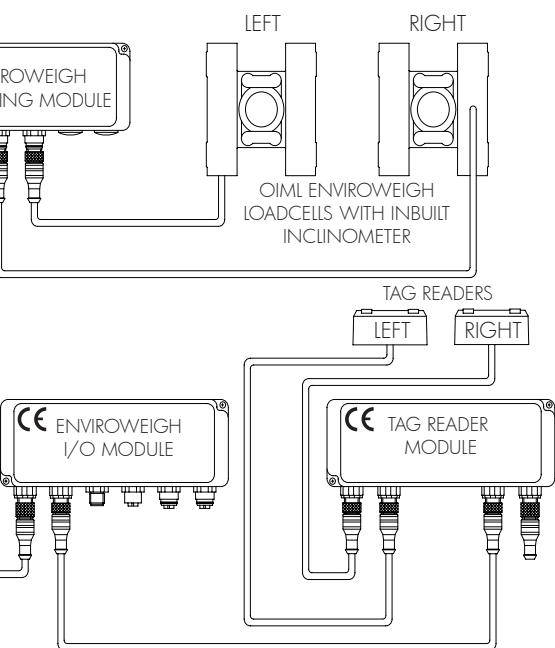 LEFT
RIGHT
ROWEIGH
ING MODULE
OIML ENVIROWEIGH
LOADCELLS WITH INBUILT
INCLINOMETER
TAG READERS
LEFT
RIGHT
CE ENVIROWEIGH
I/O MODULE
CE TAG READER
MODULE